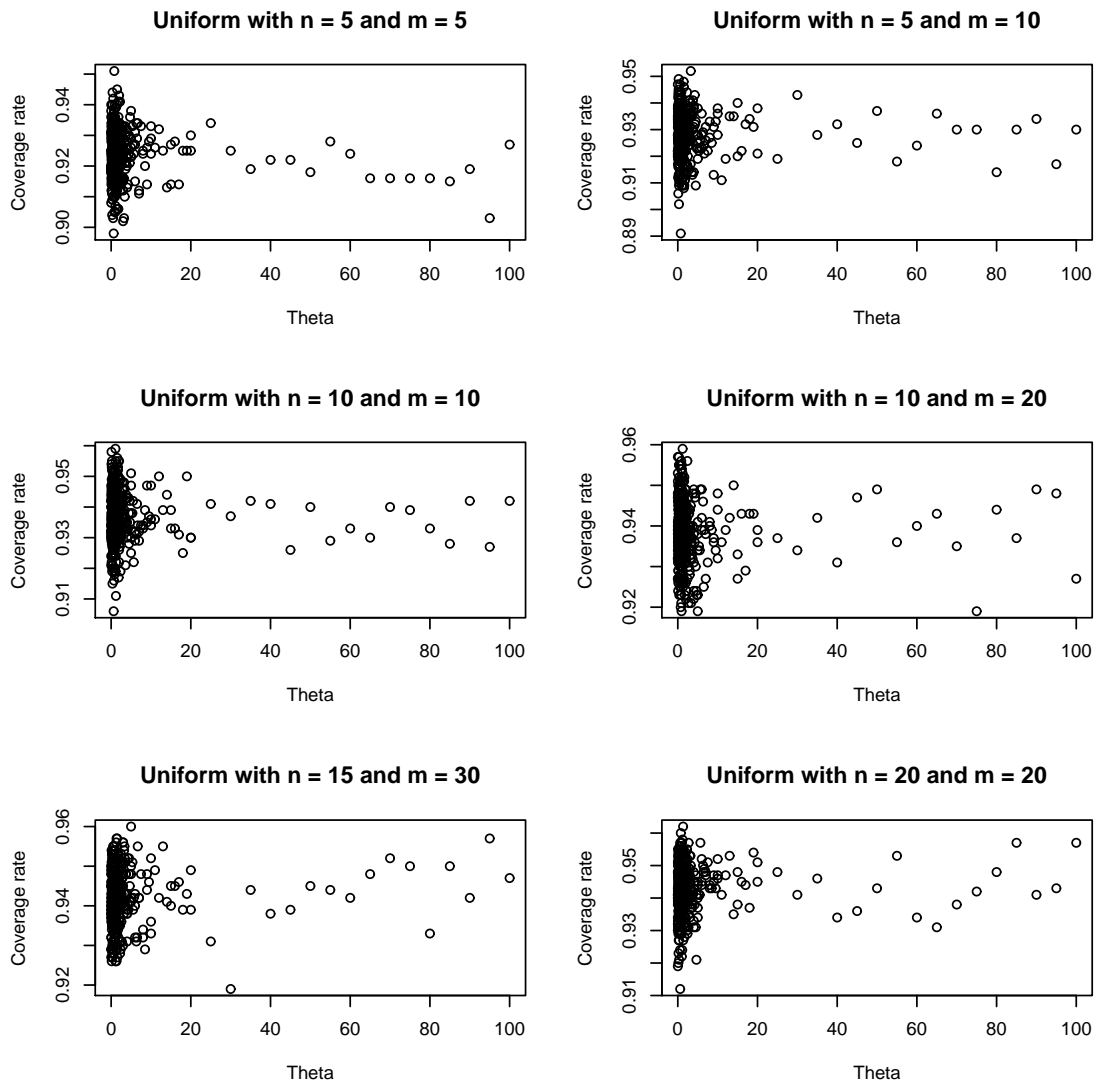 Uniform with n = 5 and m = 5
Coverage rate
0.94
0.92
0.90
0 20 40 60 80 100
Theta
Uniform with n = 5 and m = 10
Coverage rate
0.95
0.93
0.91
0.89
0 20 40 60 80 100
Theta
Uniform with n = 10 and m = 10
Coverage rate
0.95
0.93
0.91
0 20 40 60 80 100
Theta
Uniform with n = 10 and m = 20
Coverage rate
0.96
0.94
0.92
0 20 40 60 80 100
Theta
Uniform with n = 15 and m = 30
Coverage rate
0.96
0.94
0.92
0 20 40 60 80 100
Theta
Uniform with n = 20 and m = 20
Coverage rate
0.95
0.93
0.91
0 20 40 60 80 100
Theta